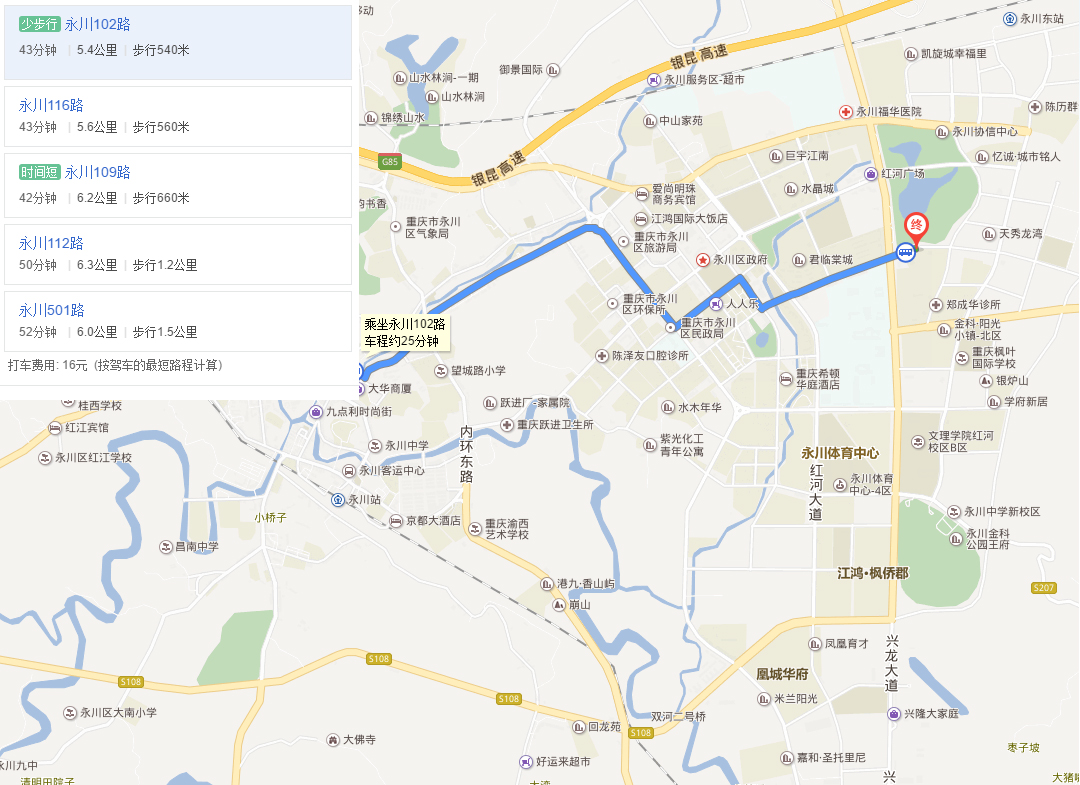 少步行 永川102路
43分钟 | 5.4公里 | 步行540米
永川116路
43分钟 | 5.6公里 | 步行560米
时间短 永川109路
42分钟 | 6.2公里 | 步行660米
永川112路
50分钟 | 6.3公里 | 步行1.2公里
永川501路
52分钟 | 6.0公里 | 步行1.5公里
打车费用: 16元 (按驾车的最短路程计算)
乘坐永川102路
车程约25分钟
终
永川东站
凯旋城幸福里
银昆高速
御景国际
永川服务区-超市
山水林涧-一期
山水林涧
锦绣山水
中山家苑
永川福华医院
陈历群
永川协信中心
巨宇江南
忆诚·城市铭人
G85
银昆高速
红河广场
水晶城
爱尚明珠
商务宾馆
韵书香
江鸿国际大饭店
重庆市永川
区气象局
重庆市永川
区旅游局
天秀龙湾
永川区政府
君临棠城
重庆市永川
区环保所
人人乐
郑成华诊所
重庆市永川
区民政局
金科·阳光
小镇-北区
陈泽友口腔诊所
重庆枫叶
国际学校
望城路小学
重庆希顿
华庭酒店
银炉山
大华商厦
桂西学校
九点利时尚街
跃进厂-家属院
水木年华
学府新居
红江宾馆
重庆跃进卫生所
内环东路
永川中学
紫光化工
青年公寓
文理学院红河
校区B区
永川区红江学校
永川体育中心
永川客运中心
红河大道
永川体育
中心-4区
永川站
小桥子
京都大酒店
重庆渝西
艺术学校
永川中学新校区
昌南中学
永川金科
公园王府
江鸿·枫侨郡
港九·香山屿
S207
崩山
凤凰育才
兴龙大道
S108
S108
凰城华府
S108
米兰阳光
永川区大南小学
双河二号桥
兴隆大家庭
回龙苑
S108
大佛寺
枣子坡
好运来超市
嘉和·圣托里尼
永川九中
清明田院子
兴